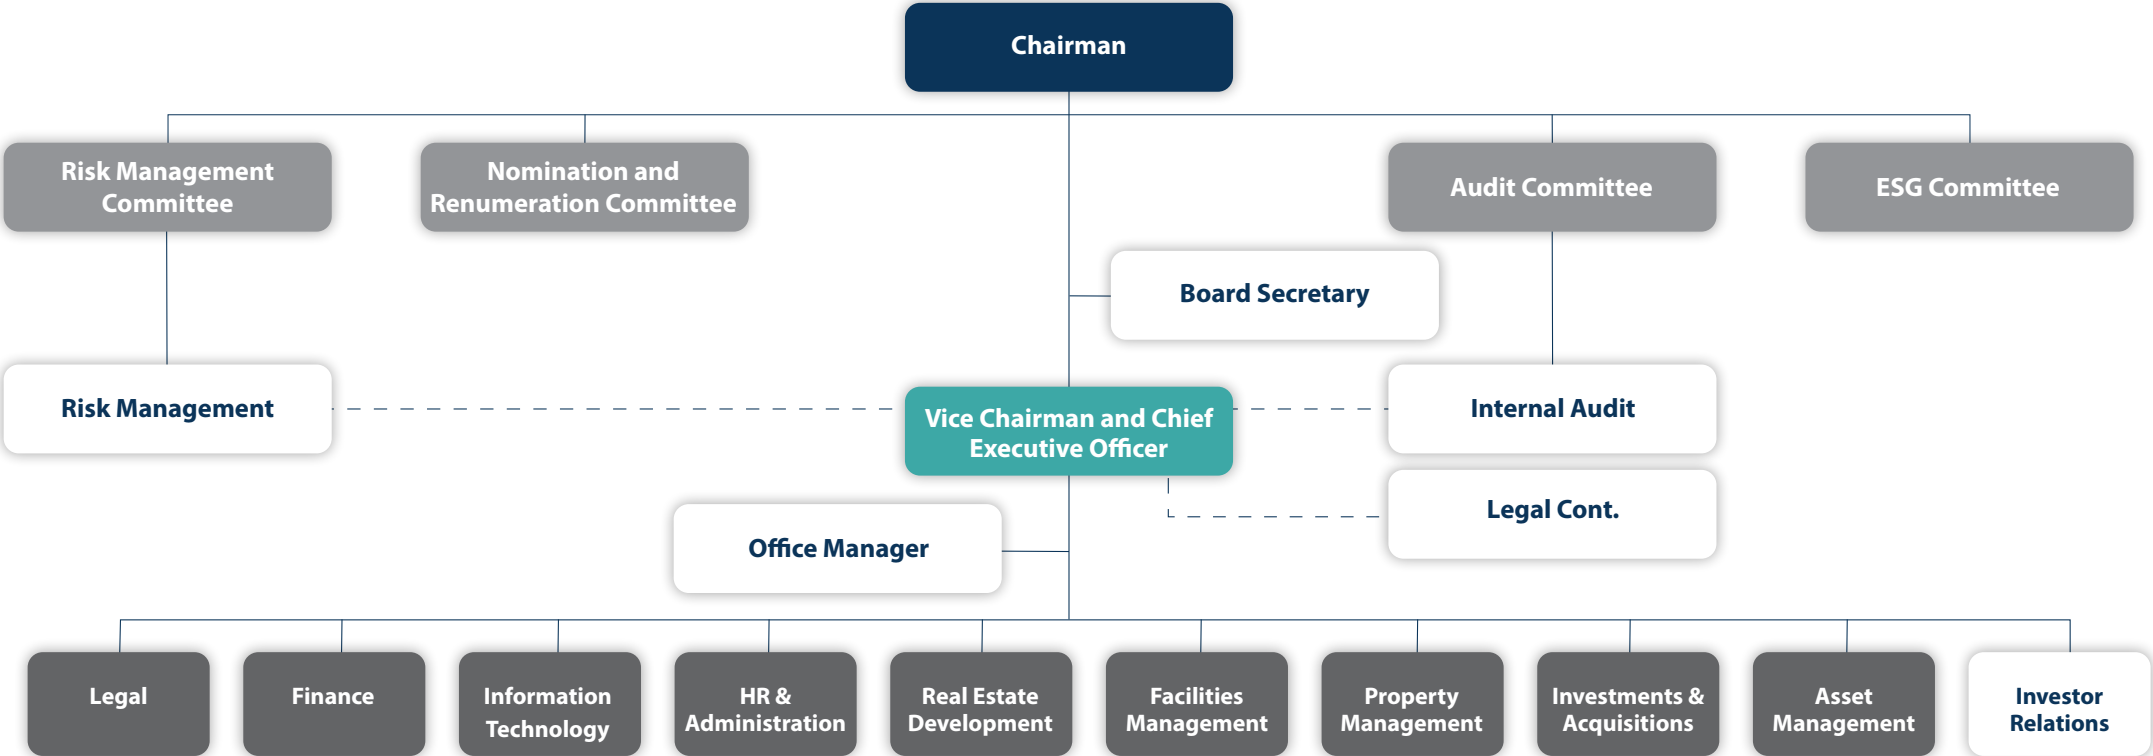 Chairman
Risk Management
Committee
Nomination and
Renumeration Committee
Audit Committee
ESG Committee
Board Secretary
Risk Management
Vice Chairman and Chief
Executive Officer
Internal Audit
Legal Cont.
Office Manager
Legal
Finance
Information
Technology
HR &
Administration
Real Estate
Development
Facilities
Management
Property
Management
Investments &
Acquisitions
Asset
Management
Investor
Relations